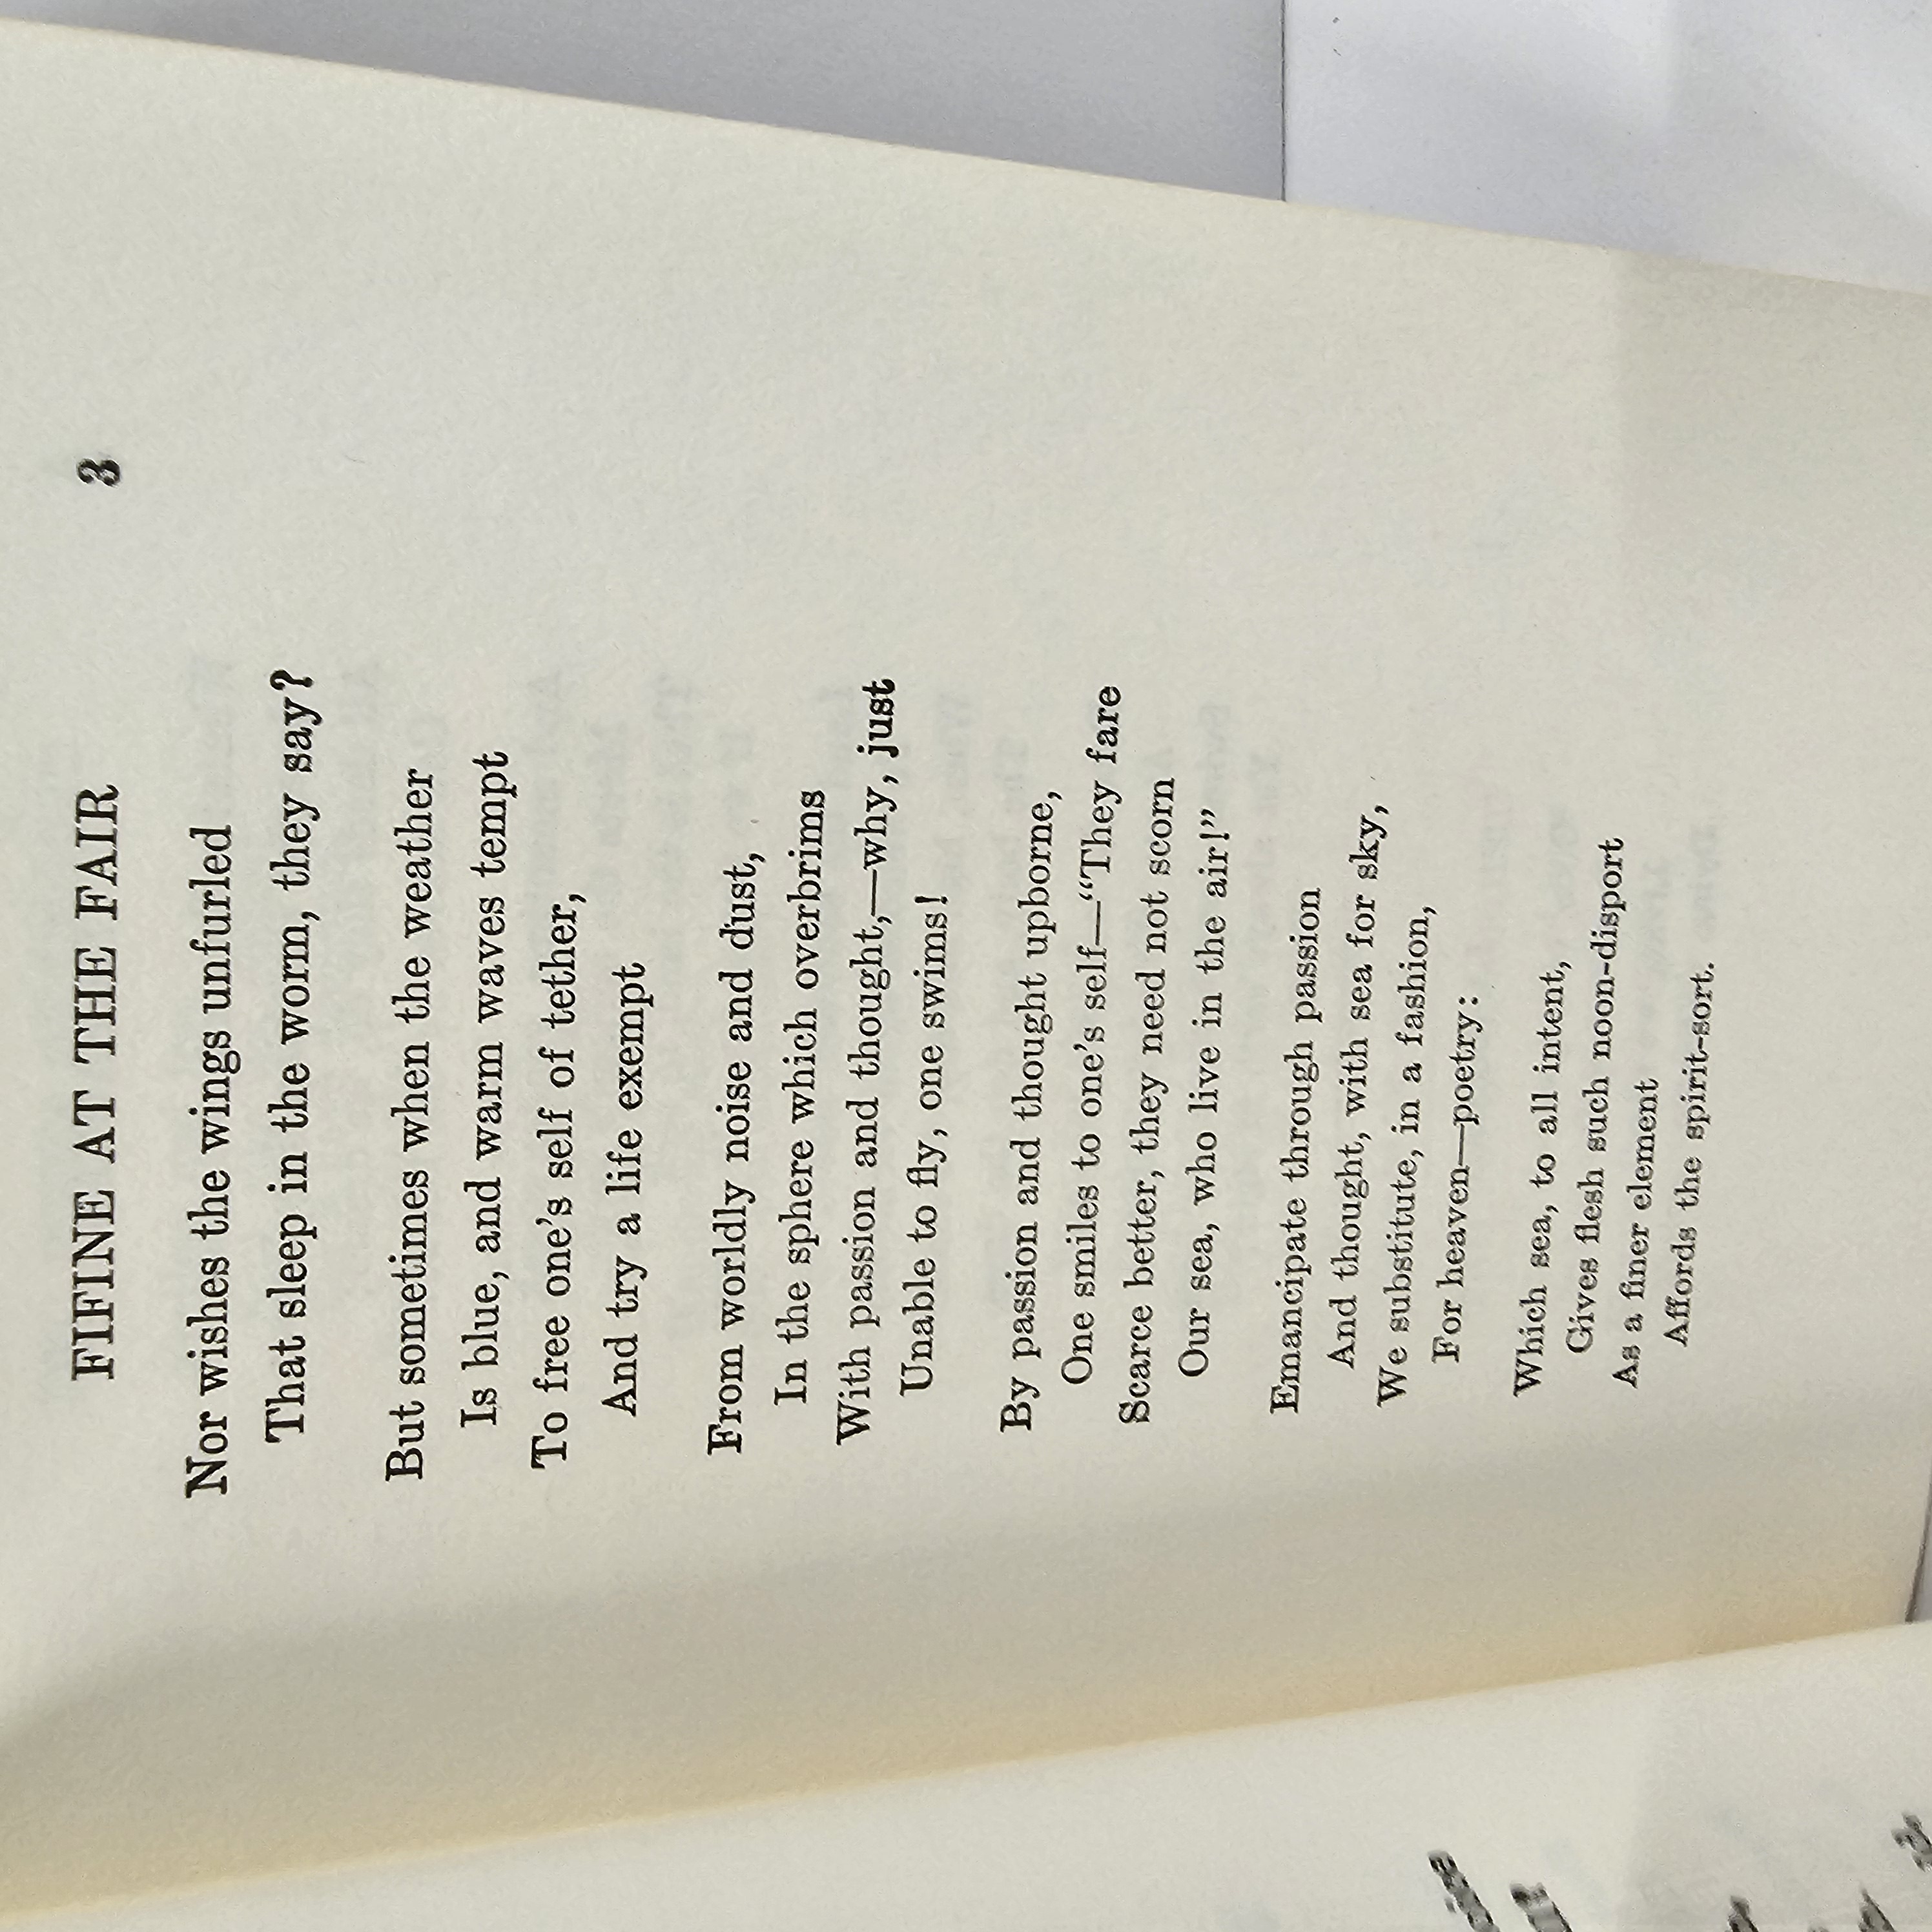 FIFINE AT THE FAIR 3
Nor wishes the wings unfurled
That sleep in the worm, they say?
But sometimes when the weather
Is blue, and warm waves tempt
To free one's self of tether,
And try a life exempt
From worldly noise and dust,
In the sphere which overbrims
With passion and thought,—why, just
Unable to fly, one swims!
By passion and thought upborne,
One smiles to one's self—“They fare
Scarce better, they need not scorn
Our sea, who live in the air!”
Emancipate through passion
And thought, with sea for sky,
We substitute, in a fashion,
For heaven—poetry:
Which sea, to all intent,
Gives flesh such noon-disport
As a finer element
Affords the spirit-sort.